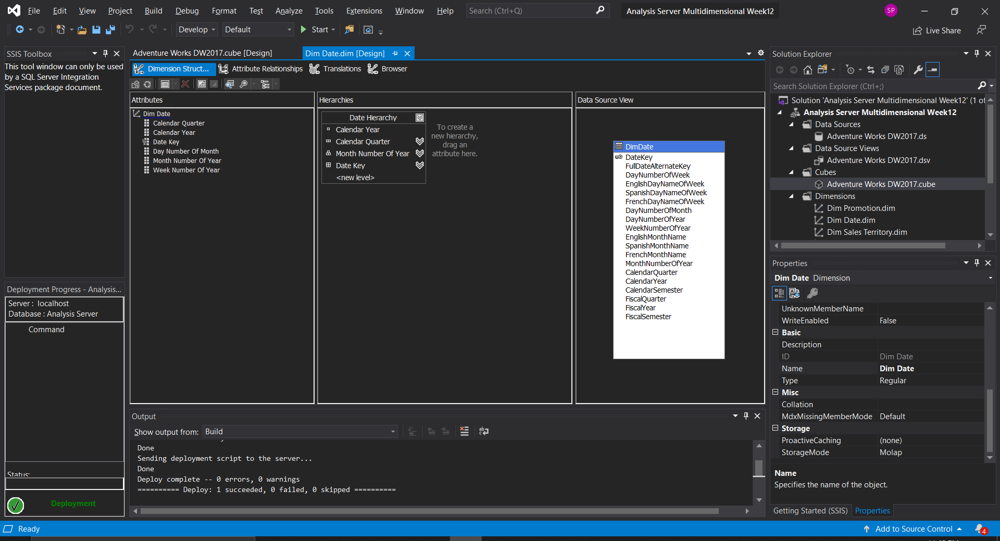 File Edit View Project Build Debug Format Test Analyze Tools Extensions Window Help Search (Ctrl+Q) Analysis Server Multidimensional Week12 SP
Develop Default Start Live Share
SSIS Toolbox
This tool window can only be used
by a SQL Server Integration
Services package document.
Deployment Progress - Analysis...
Server : localhost
Database : Analysis Server
Command
Status:
Deployment
Adventure Works DW2017.cube [Design] Dim Date.dim [Design]
Dimension Struct... Attribute Relationships Translations Browser
Attributes
Dim Date
Calendar Quarter
Calendar Year
Date Key
Day Number Of Month
Month Number Of Year
Week Number Of Year
Hierarchies
Date Hierarchy
Calendar Year
Calendar Quarter
Month Number Of Year
Date Key
<new level>
To create a
new hierarchy,
drag an
attribute here.
Data Source View
DimDate
DateKey
FullDateAlternateKey
DayNumberOfWeek
EnglishDayNameOfWeek
SpanishDayNameOfWeek
FrenchDayNameOfWeek
DayNumberOfMonth
DayNumberOfYear
WeekNumberOfYear
EnglishMonthName
SpanishMonthName
FrenchMonthName
MonthNumberOfYear
CalendarQuarter
CalendarYear
CalendarSemester
FiscalQuarter
FiscalYear
FiscalSemester
Output
Show output from: Build
Done
Sending deployment script to the server...
Done
Deploy complete -- 0 errors, 0 warnings
========== Deploy: 1 succeeded, 0 failed, 0 skipped ==========
Solution Explorer
Search Solution Explorer (Ctrl+;)
Solution 'Analysis Server Multidimensional Week12' (1 of
Analysis Server Multidimensional Week12
Data Sources
Adventure Works DW2017.ds
Data Source Views
Adventure Works DW2017.dsv
Cubes
Adventure Works DW2017.cube
Dimensions
Dim Promotion.dim
Dim Date.dim
Dim Sales Territory.dim
Properties
Dim Date Dimension
UnknownMemberName
WriteEnabled False
Basic
Description
ID Dim Date
Name Dim Date
Type Regular
Misc
Collation
MdxMissingMemberMode Default
Storage
ProactiveCaching (none)
StorageMode Molap
Name
Specifies the name of the object.
Getting Started (SSIS) Properties
Ready Add to Source Control 4